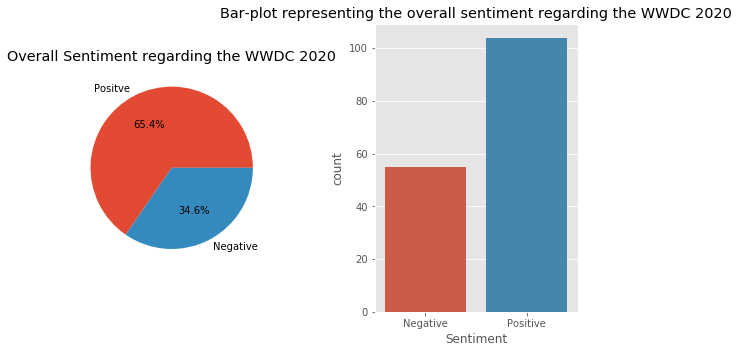 Overall Sentiment regarding the WWDC 2020
Positve
65.4%
34.6%
Negative
Bar-plot representing the overall sentiment regarding the WWDC 2020
100
80
60
40
20
0
count
Negative
Positive
Sentiment